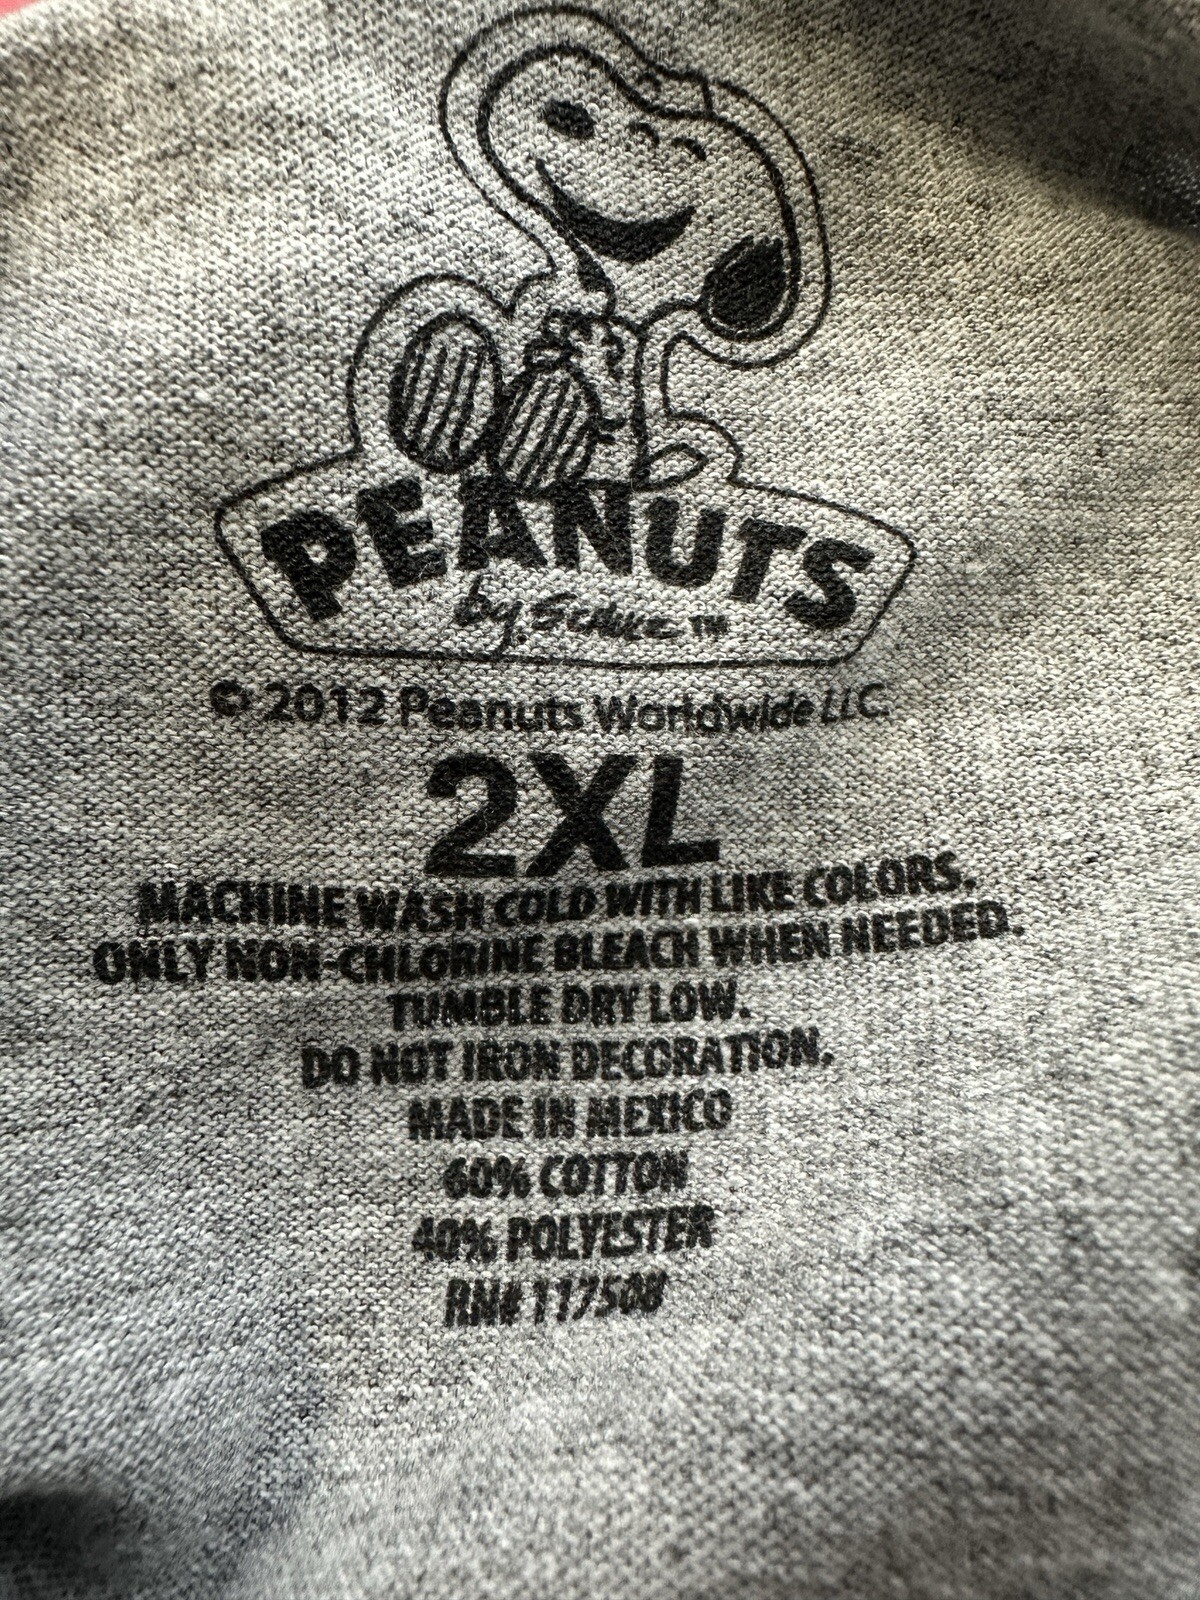 PEANUTS
by Schulz TM
© 2012 Peanuts Worldwide LLC.
2XL
MACHINE WASH COLD WITH LIKE COLORS.
ONLY NON-CHLORINE BLEACH WHEN NEEDED.
TUMBLE DRY LOW.
DO NOT IRON DECORATION.
MADE IN MEXICO
60% COTTON
40% POLYESTER
RN#